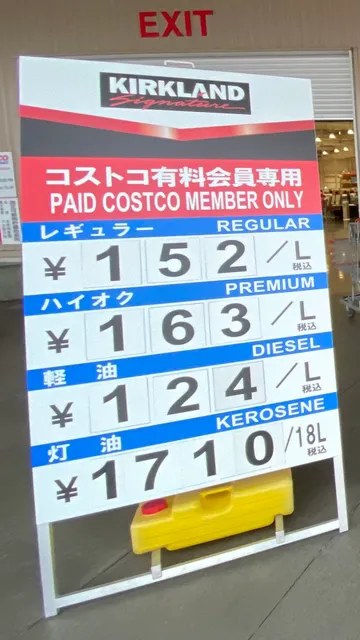 EXIT
KIRKLAND
Signature
コストコ有料会員専用
PAID COSTCO MEMBER ONLY
レギュラー REGULAR
¥ 152 /L 税込
ハイオク PREMIUM
¥ 163 /L 税込
軽油 DIESEL
¥ 124 /L 税込
灯油 KEROSENE
¥ 1710 /18L 税込